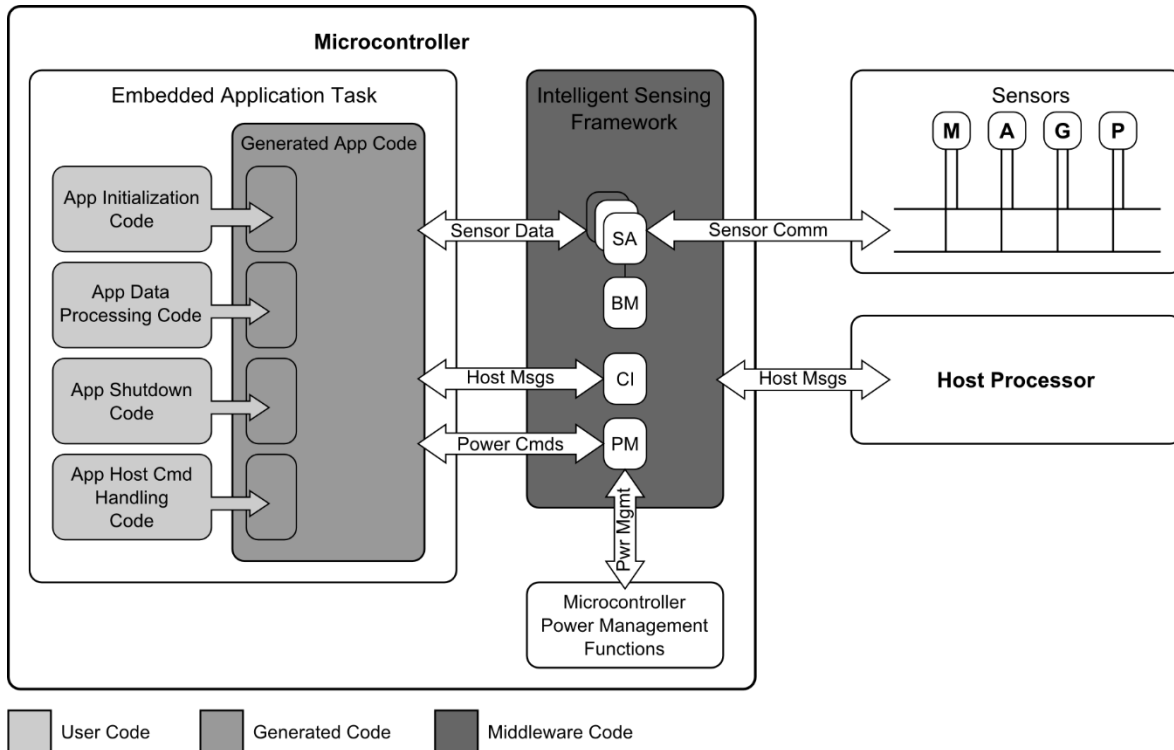 Microcontroller
Embedded Application Task
Generated App Code
App Initialization
Code
App Data
Processing Code
App Shutdown
Code
App Host Cmd
Handling
Code
Sensor Data
Host Msgs
Power Cmds
Intelligent Sensing
Framework
SA
BM
CI
PM
Pwr Mgmt
Microcontroller
Power Management
Functions
Sensor Comm
Host Msgs
Sensors
M A G P
Host Processor
User Code
Generated Code
Middleware Code